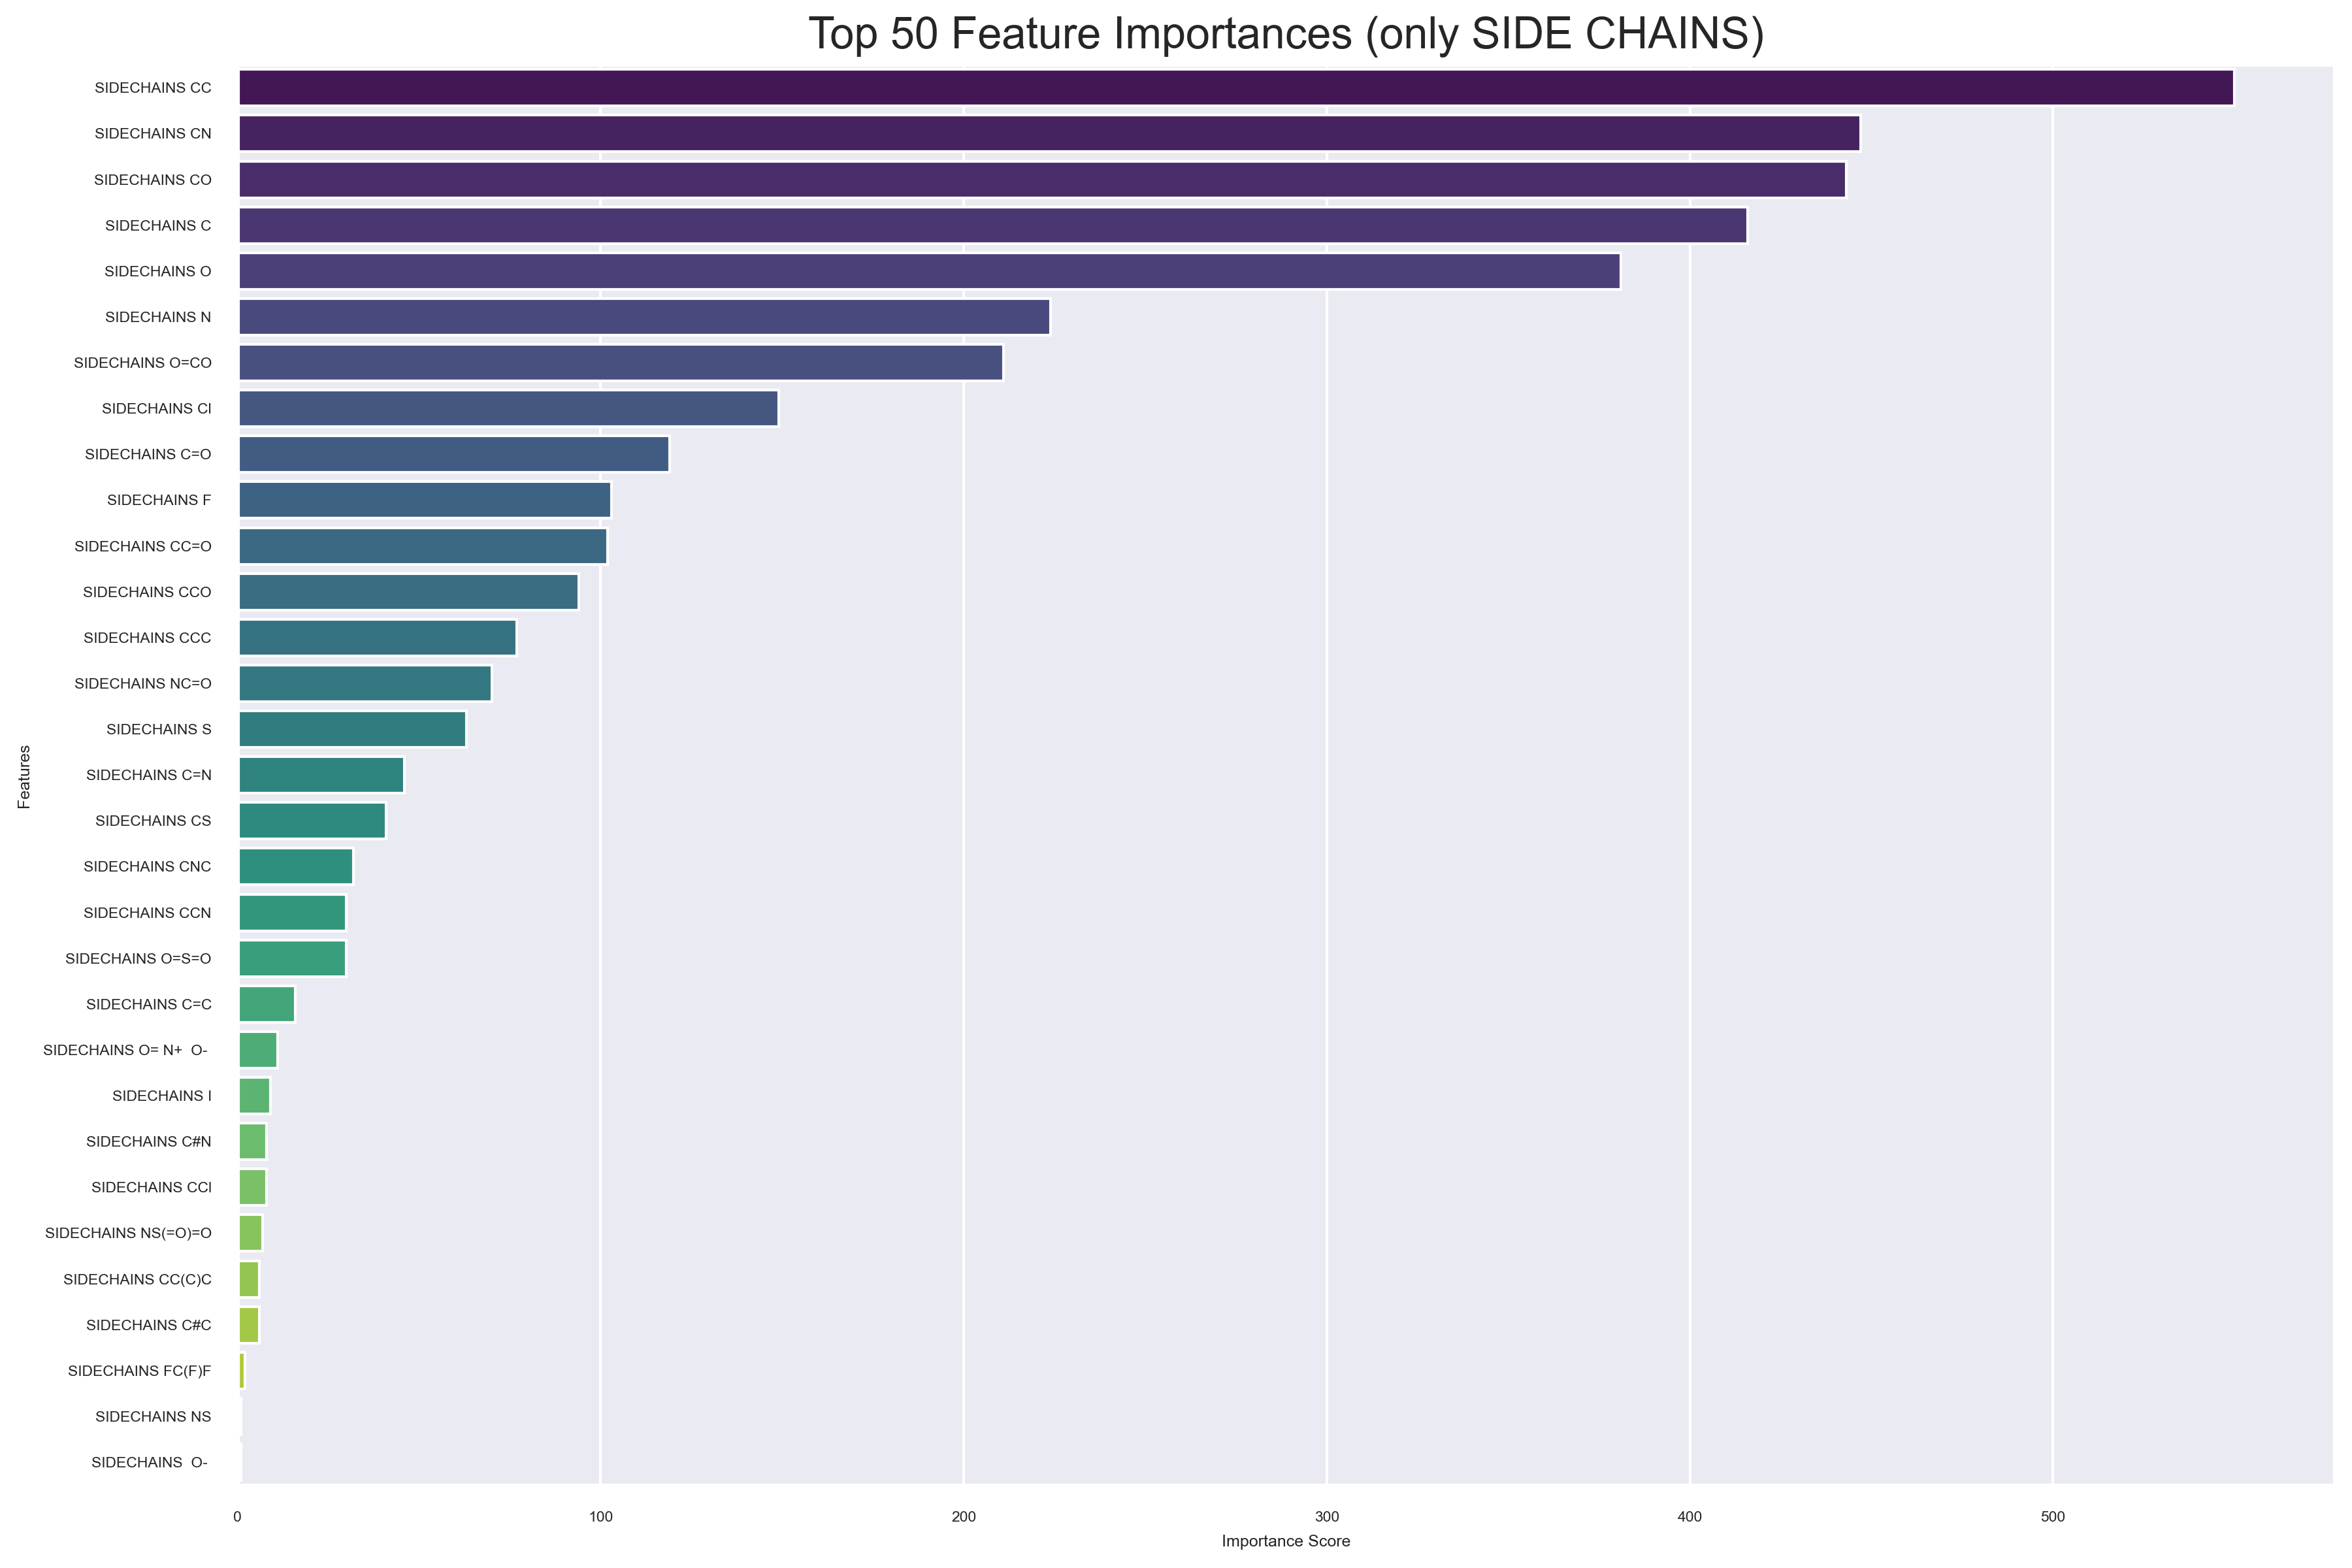 Top 50 Feature Importances (only SIDE CHAINS)
SIDECHAINS CC
SIDECHAINS CN
SIDECHAINS CO
SIDECHAINS C
SIDECHAINS O
SIDECHAINS N
SIDECHAINS O=CO
SIDECHAINS Cl
SIDECHAINS C=O
SIDECHAINS F
SIDECHAINS CC=O
SIDECHAINS CCO
SIDECHAINS CCC
SIDECHAINS NC=O
SIDECHAINS S
SIDECHAINS C=N
SIDECHAINS CS
SIDECHAINS CNC
SIDECHAINS CCN
SIDECHAINS O=S=O
SIDECHAINS C=C
SIDECHAINS O= N+  O-
SIDECHAINS I
SIDECHAINS C#N
SIDECHAINS CCl
SIDECHAINS NS(=O)=O
SIDECHAINS CC(C)C
SIDECHAINS C#C
SIDECHAINS FC(F)F
SIDECHAINS NS
SIDECHAINS  O-
Features
0 100 200 300 400 500
Importance Score